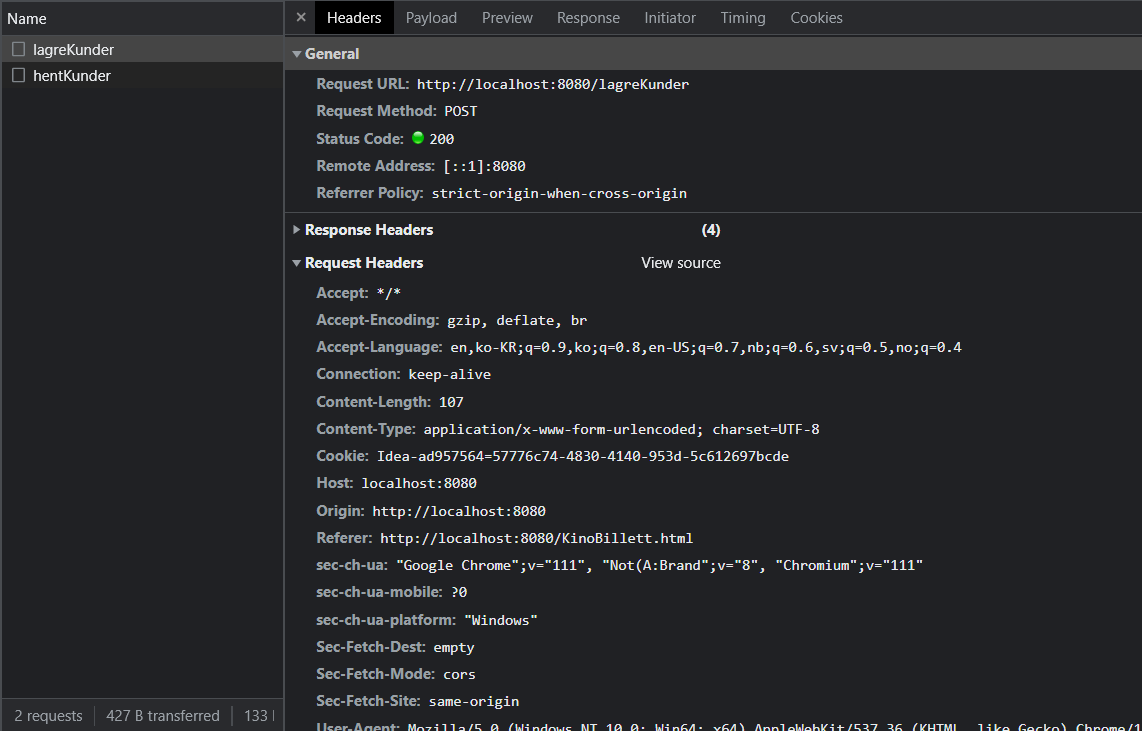 Name
lagreKunder
hentKunder
2 requests 427 B transferred 133
× Headers Payload Preview Response Initiator Timing Cookies
General
Request URL: http://localhost:8080/lagreKunder
Request Method: POST
Status Code: 200
Remote Address: [::1]:8080
Referrer Policy: strict-origin-when-cross-origin
Response Headers (4)
Request Headers View source
Accept: */*
Accept-Encoding: gzip, deflate, br
Accept-Language: en,ko-KR;q=0.9,ko;q=0.8,en-US;q=0.7,nb;q=0.6,sv;q=0.5,no;q=0.4
Connection: keep-alive
Content-Length: 107
Content-Type: application/x-www-form-urlencoded; charset=UTF-8
Cookie: Idea-ad957564=57776c74-4830-4140-953d-5c612697bcde
Host: localhost:8080
Origin: http://localhost:8080
Referer: http://localhost:8080/KinoBillett.html
sec-ch-ua: "Google Chrome";v="111", "Not(A:Brand";v="8", "Chromium";v="111"
sec-ch-ua-mobile: ?0
sec-ch-ua-platform: "Windows"
Sec-Fetch-Dest: empty
Sec-Fetch-Mode: cors
Sec-Fetch-Site: same-origin
User-Agent: Mozilla/5.0 (Windows NT 10.0; Win64; x64) AppleWebKit/537.36 (KHTML, like Gecko) Chrome/1